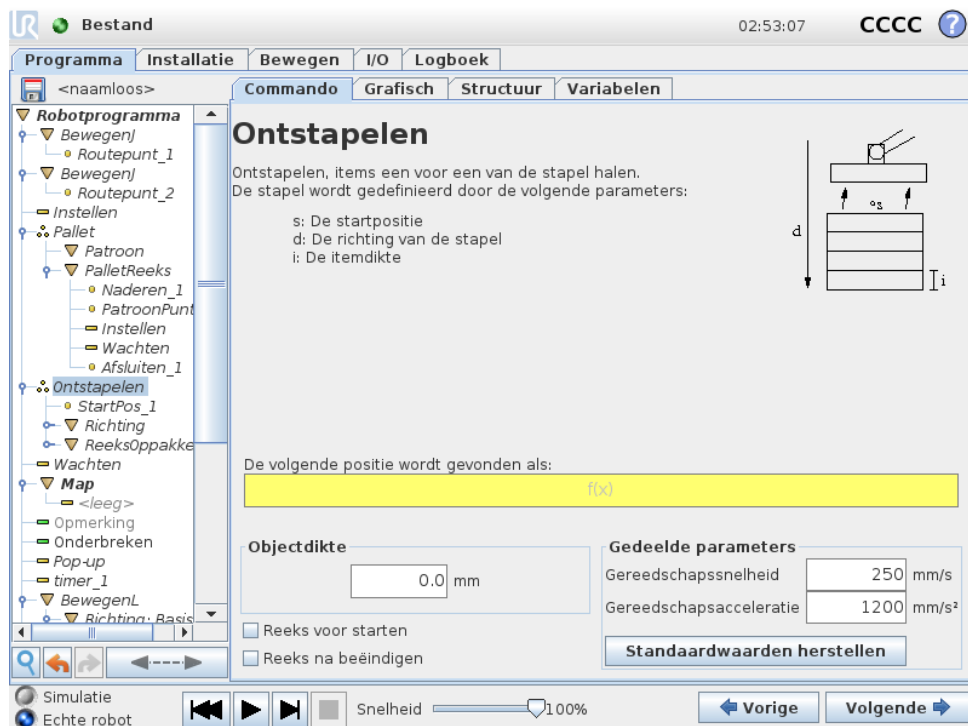 UR Bestand 02:53:07 CCCC ?
Programma Installatie Bewegen I/O Logboek
<naamloos>
Commando Grafisch Structuur Variabelen
Robotprogramma
BewegenJ
Routepunt_1
BewegenJ
Routepunt_2
Instellen
Pallet
Patroon
PalletReeks
Naderen_1
PatroonPunt
Instellen
Wachten
Afsluiten_1
Ontstapelen
StartPos_1
Richting
ReeksOppakke
Wachten
Map
<leeg>
Opmerking
Onderbreken
Pop-up
timer_1
BewegenL
Richting: Basis
Ontstapelen
Ontstapelen, items een voor een van de stapel halen.
De stapel wordt gedefinieerd door de volgende parameters:
s: De startpositie
d: De richting van de stapel
i: De itemdikte
s
d
i
De volgende positie wordt gevonden als:
f(x)
Objectdikte
0.0 mm
Reeks voor starten
Reeks na beëindigen
Gedeelde parameters
Gereedschapssnelheid 250 mm/s
Gereedschapsacceleratie 1200 mm/s²
Standaardwaarden herstellen
Simulatie
Echte robot
Snelheid 100%
Vorige Volgende